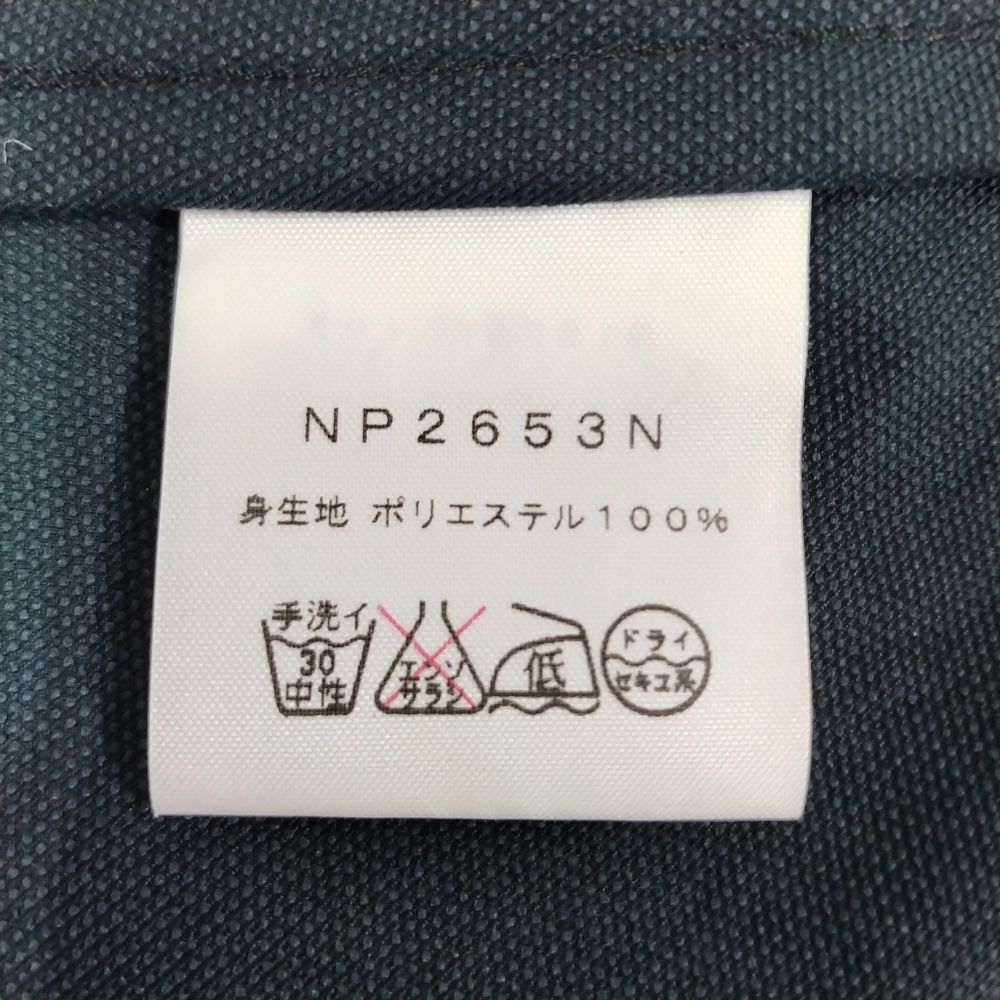 NP2653N
身生地 ポリエステル100%
手洗イ
30
中性
エンソ
サラシ
低
ドライ
セキユ系